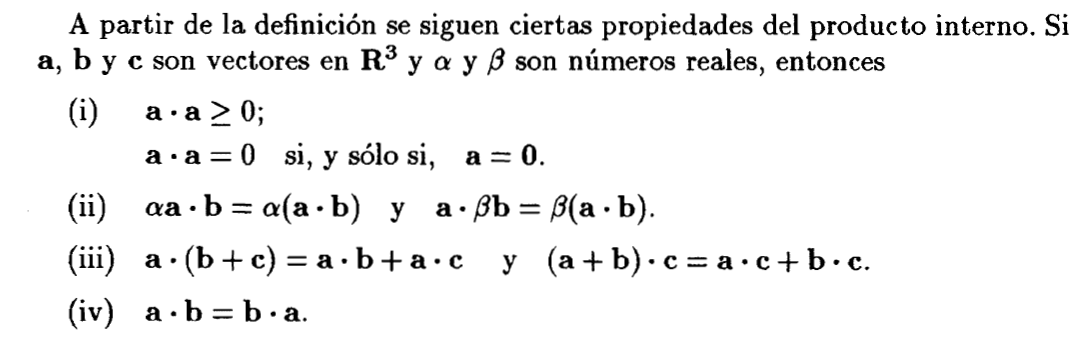 A partir de la definición se siguen ciertas propiedades del producto interno. Si
a, b y c son vectores en R³ y α y β son números reales, entonces
(i) a · a ≥ 0;
a · a = 0 si, y sólo si, a = 0.
(ii) αa · b = α(a · b) y a · βb = β(a · b).
(iii) a · (b + c) = a · b + a · c y (a + b) · c = a · c + b · c.
(iv) a · b = b · a.